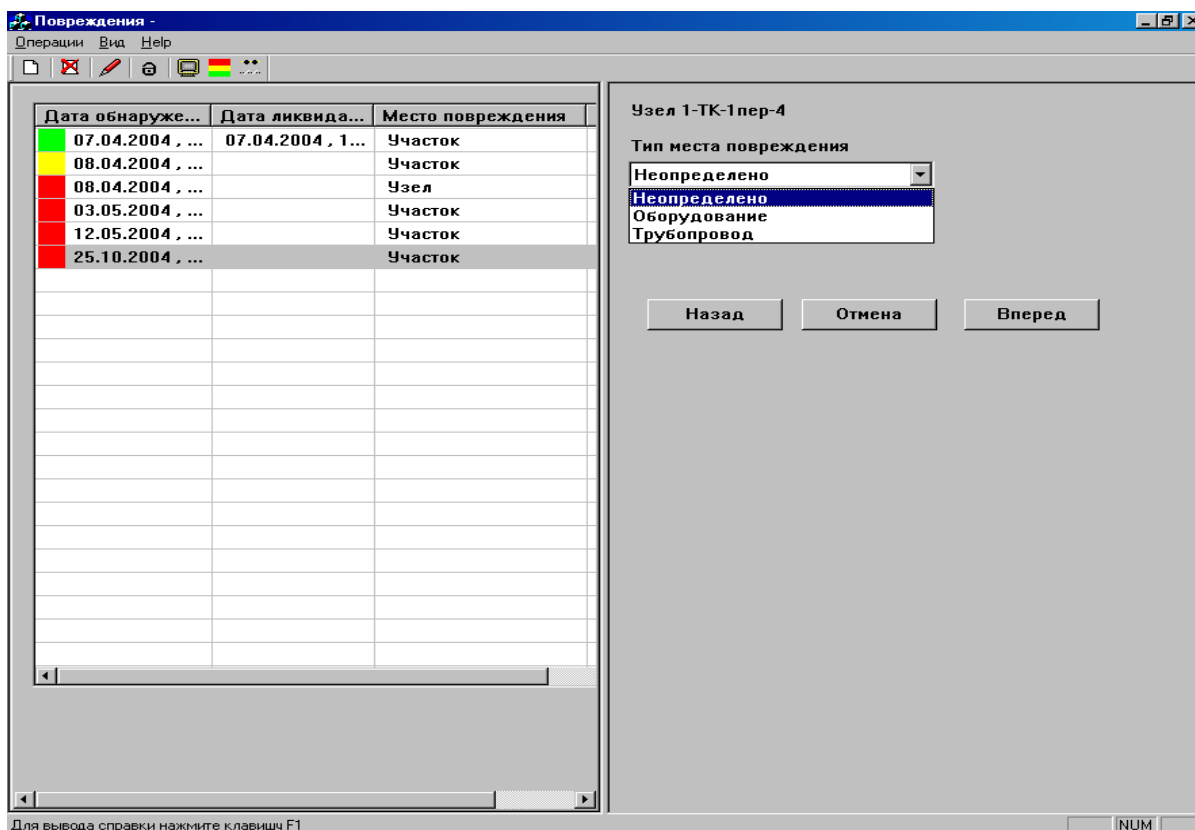 Повреждения -
Операции Вид Help
Дата обнаруже... Дата ликвида... Место повреждения
07.04.2004 , ... 07.04.2004 , 1... Участок
08.04.2004 , ... Участок
08.04.2004 , ... Узел
03.05.2004 , ... Участок
12.05.2004 , ... Участок
25.10.2004 , ... Участок
Узел 1-ТК-1пер-4
Тип места повреждения
Неопределено
Неопределено
Оборудование
Трубопровод
Назад Отмена Вперед
Для вывода справки нажмите клавишу F1
NUM